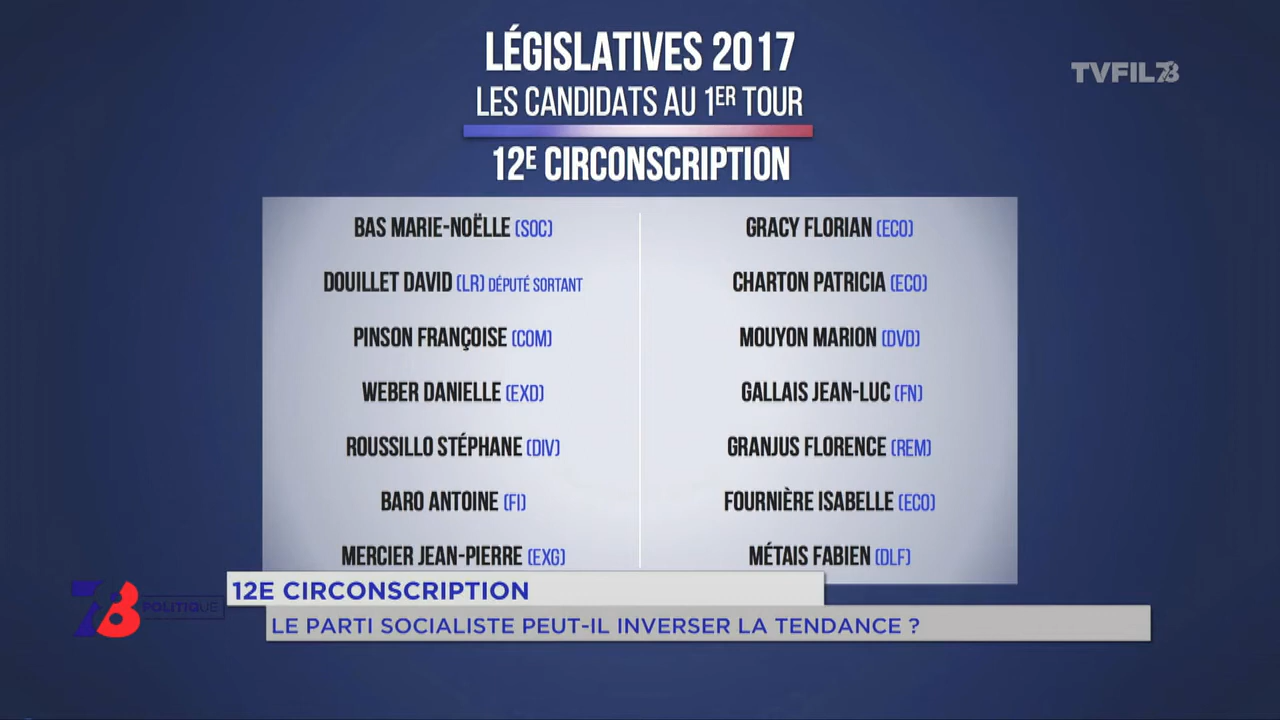 LÉGISLATIVES 2017
TVFIL78
LES CANDIDATS AU 1ER TOUR
12E CIRCONSCRIPTION
BAS MARIE-NOËLLE (SOC)
DOUILLET DAVID (LR) DÉPUTÉ SORTANT
PINSON FRANÇOISE (COM)
WEBER DANIELLE (EXD)
ROUSSILLO STÉPHANE (DIV)
BARO ANTOINE (FI)
MERCIER JEAN-PIERRE (EXG)
GRACY FLORIAN (ECO)
CHARTON PATRICIA (ECO)
MOUYON MARION (DVD)
GALLAIS JEAN-LUC (FN)
GRANJUS FLORENCE (REM)
FOURNIÈRE ISABELLE (ECO)
MÉTAIS FABIEN (DLF)
78 POLITIQUE
12E CIRCONSCRIPTION
LE PARTI SOCIALISTE PEUT-IL INVERSER LA TENDANCE ?